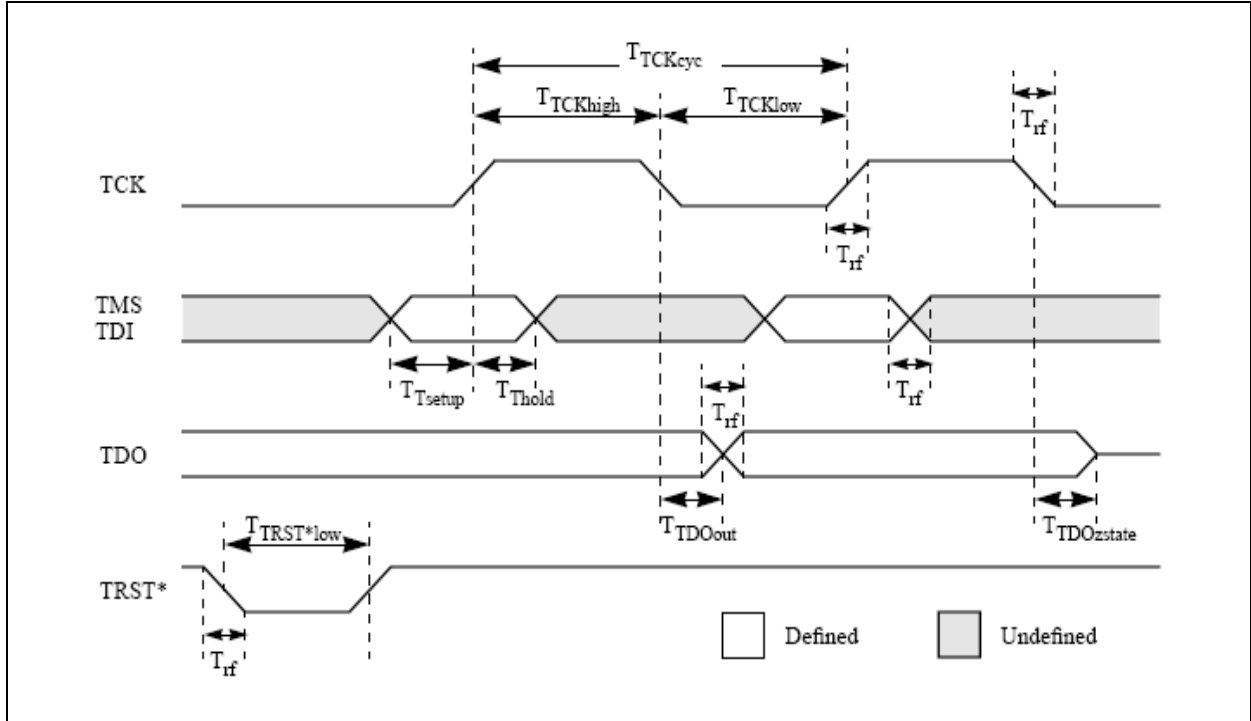 T_TCKcyc
T_TCKhigh
T_TCKlow
T_rf
TCK
T_rf
TMS
TDI
T_Tsetup
T_Thold
T_rf
T_rf
TDO
T_TDOout
T_TDOzstate
T_TRST*low
TRST*
Defined
Undefined
T_rf